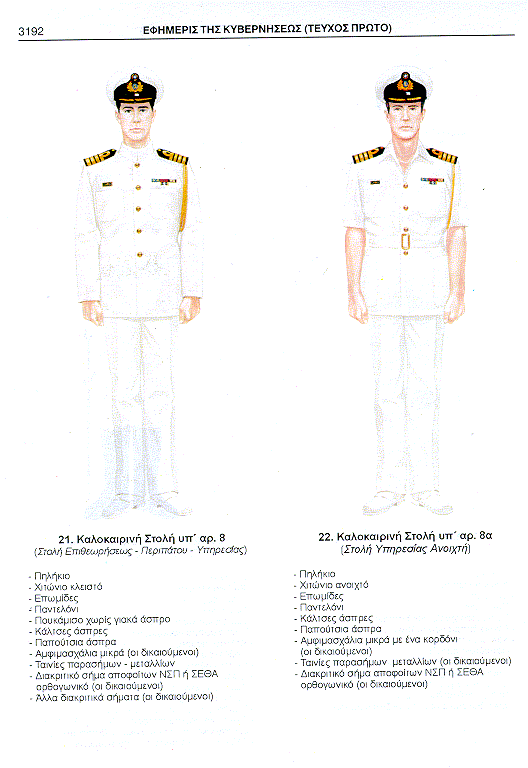 3192
ΕΦΗΜΕΡΙΣ ΤΗΣ ΚΥΒΕΡΝΗΣΕΩΣ (ΤΕΥΧΟΣ ΠΡΩΤΟ)
21. Καλοκαιρινή Στολή υπ΄ αρ. 8
(Στολή Επιθεωρήσεως - Περιπάτου - Υπηρεσίας)
- Πηλήκιο
- Χιτώνιο κλειστό
- Επωμίδες
- Παντελόνι
- Πουκάμισο χωρίς γιακά άσπρο
- Κάλτσες άσπρες
- Παπούτσια άσπρα
- Αμφιμασχάλια μικρά (οι δικαιούμενοι)
- Ταινίες παρασήμων - μεταλλίων
- Διακριτικό σήμα αποφοίτων ΝΣΠ ή ΣΕΘΑ
ορθογωνικό (οι δικαιούμενοι)
- Άλλα διακριτικά σήματα (οι δικαιούμενοι)
22. Καλοκαιρινή Στολή υπ΄ αρ. 8α
(Στολή Υπηρεσίας Ανοιχτή)
- Πηλήκιο
- Χιτώνιο ανοιχτό
- Επωμίδες
- Παντελόνι
- Κάλτσες άσπρες
- Παπούτσια άσπρα
- Αμφιμασχάλια μικρά με ένα κορδόνι
(οι δικαιούμενοι)
- Ταινίες παρασήμων μεταλλίων (οι δικαιούμενοι)
- Διακριτικό σήμα αποφοίτων ΝΣΠ ή ΣΕΘΑ
ορθογωνικό (οι δικαιούμενοι)